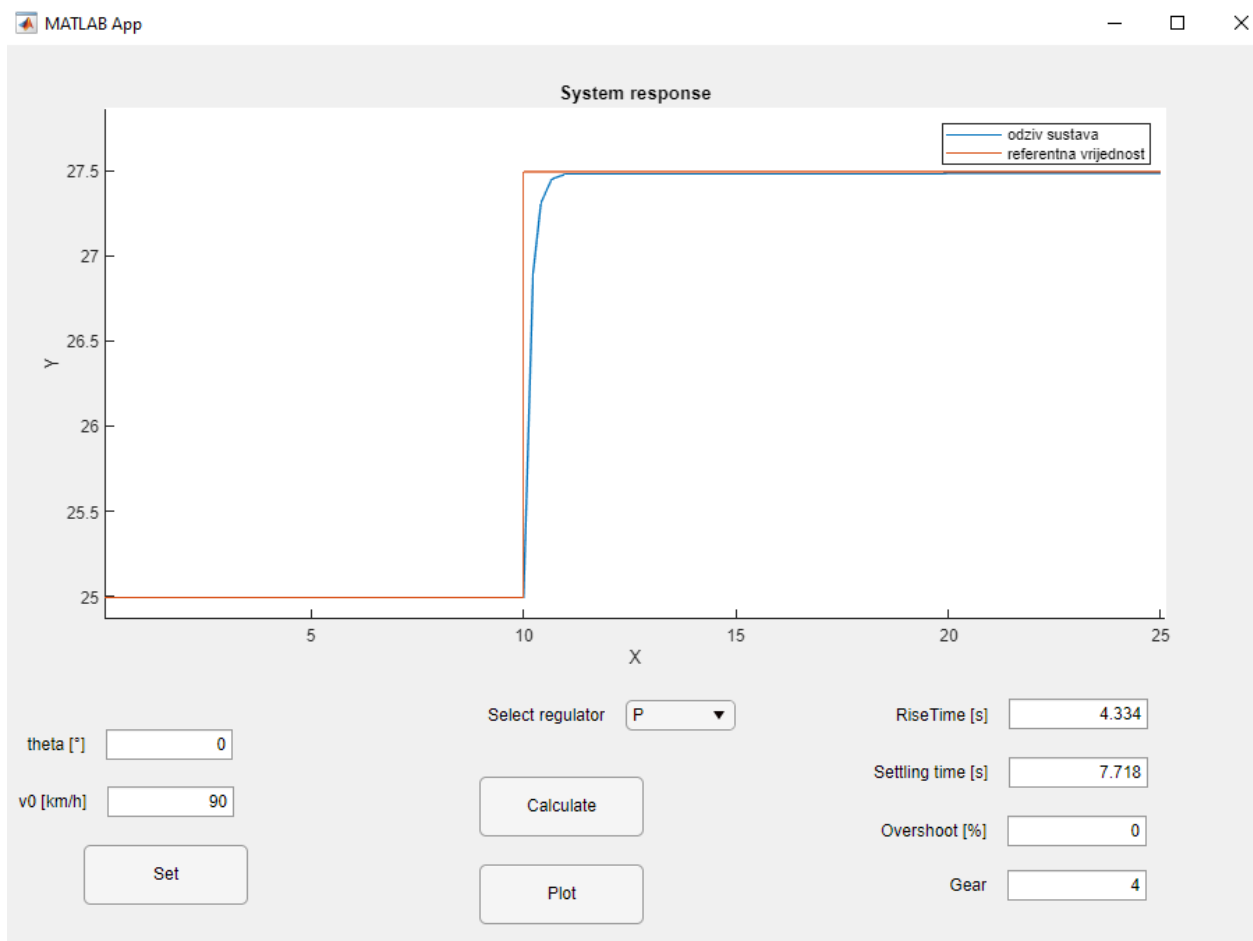 MATLAB App
System response
odziv sustava
referentna vrijednost
27.5
27
26.5
26
25.5
25
Y
5
10
15
20
25
X
Select regulator P
RiseTime [s] 4.334
theta [°] 0
Settling time [s] 7.718
v0 [km/h] 90
Calculate
Overshoot [%] 0
Set
Plot
Gear 4